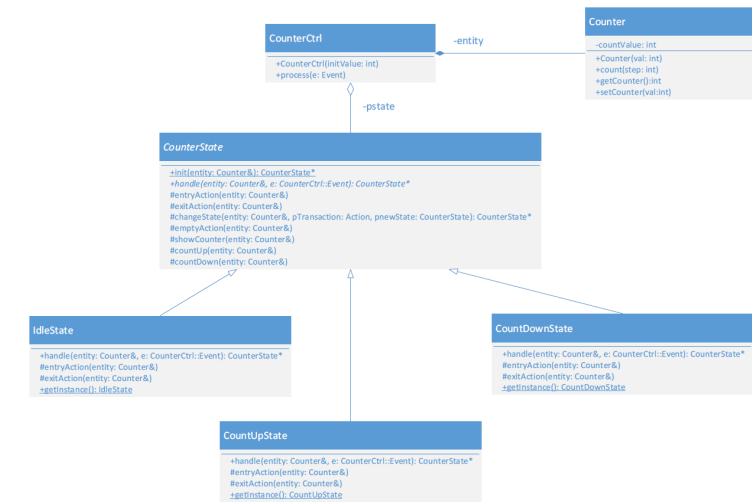 Counter
CounterCtrl
-entity
-countValue: int
+CounterCtrl(initValue: int)
+process(e: Event)
+Counter(val: int)
+count(step: int)
+getCounter():int
+setCounter(val:int)
-pstate
CounterState
+init(entity: Counter&): CounterState*
+handle(entity: Counter&, e: CounterCtrl::Event): CounterState*
#entryAction(entity: Counter&)
#exitAction(entity: Counter&)
#changeState(entity: Counter&, pTransaction: Action, pnewState: CounterState): CounterState*
#emptyAction(entity: Counter&)
#showCounter(entity: Counter&)
#countUp(entity: Counter&)
#countDown(entity: Counter&)
IdleState
+handle(entity: Counter&, e: CounterCtrl::Event): CounterState*
#entryAction(entity: Counter&)
#exitAction(entity: Counter&)
+getInstance(): IdleState
CountDownState
+handle(entity: Counter&, e: CounterCtrl::Event): CounterState*
#entryAction(entity: Counter&)
#exitAction(entity: Counter&)
+getInstance(): CountDownState
CountUpState
+handle(entity: Counter&, e: CounterCtrl::Event): CounterState*
#entryAction(entity: Counter&)
#exitAction(entity: Counter&)
+getInstance(): CountUpState